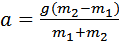 a = g(m₂−m₁) / m₁+m₂